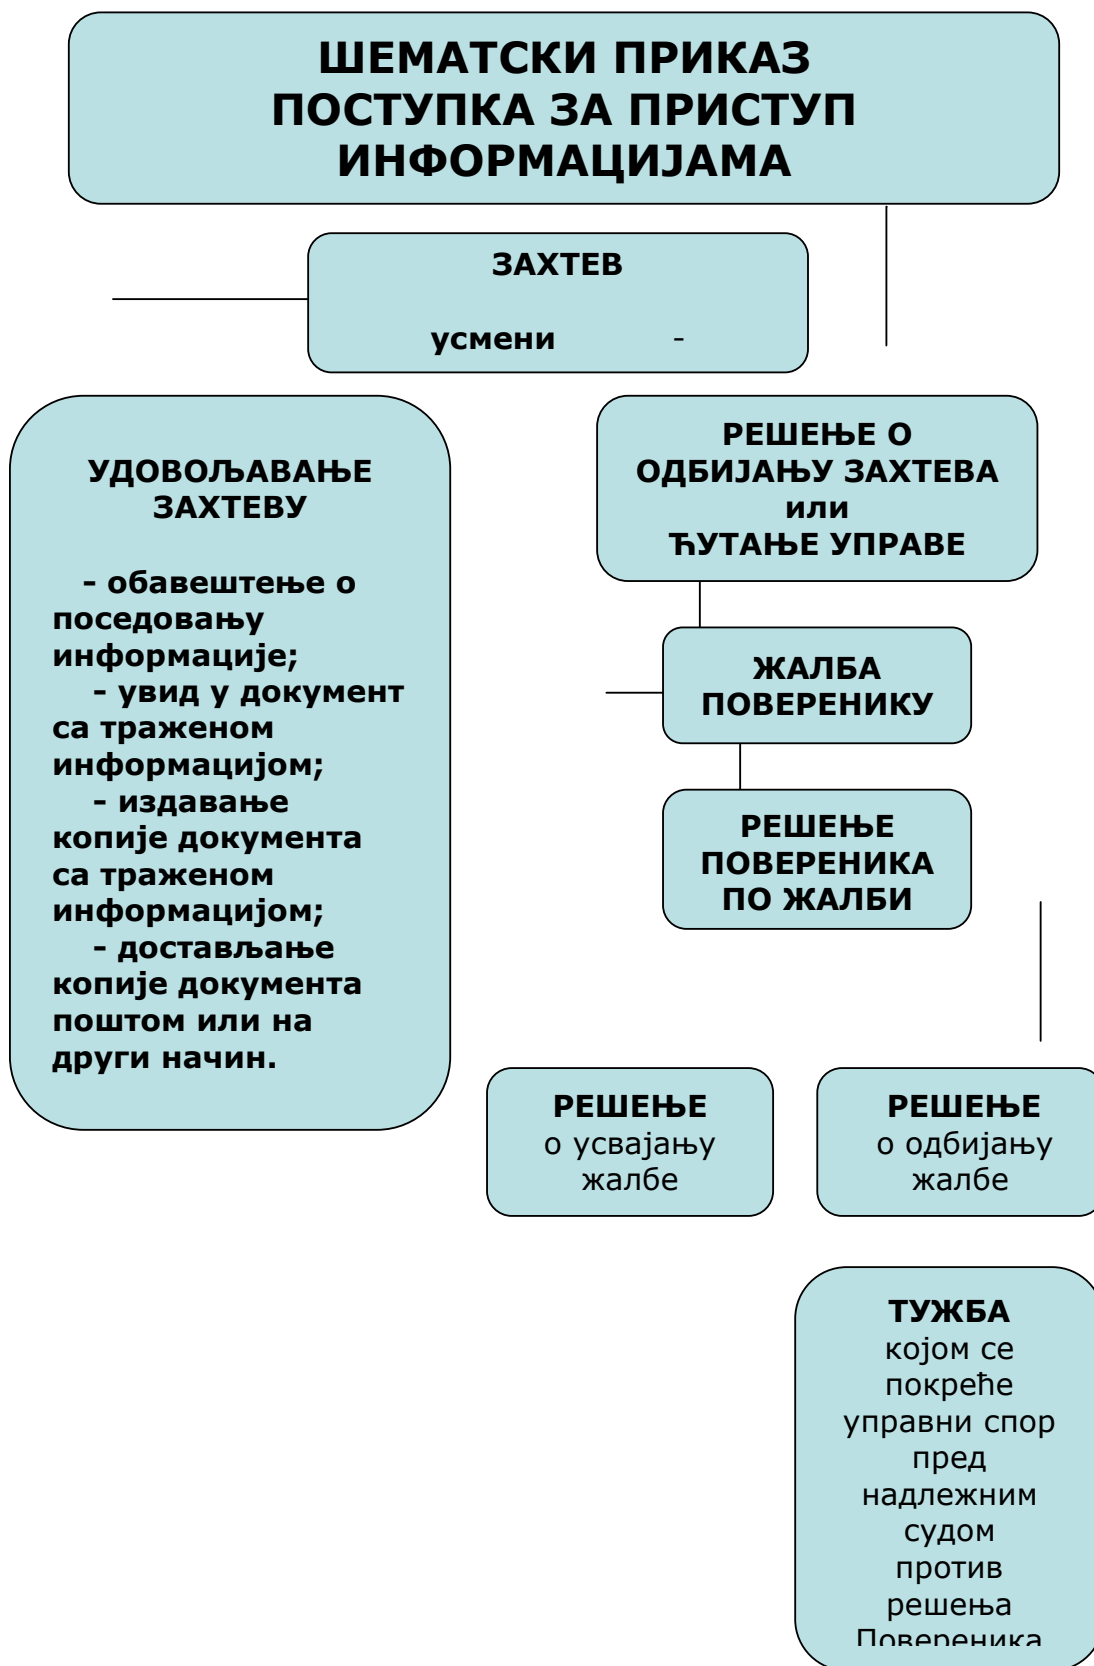 ШЕМАТСКИ ПРИКАЗ
ПОСТУПКА ЗА ПРИСТУП
ИНФОРМАЦИЈАМА
ЗАХТЕВ
усмени -
УДОВОЉАВАЊЕ
ЗАХТЕВУ
- обавештење о
поседовању
информације;
- увид у документ
са траженом
информацијом;
- издавање
копије документа
са траженом
информацијом;
- достављање
копије документа
поштом или на
други начин.
РЕШЕЊЕ О
ОДБИЈАЊУ ЗАХТЕВА
или
ЋУТАЊЕ УПРАВЕ
ЖАЛБА
ПОВЕРЕНИКУ
РЕШЕЊЕ
ПОВЕРЕНИКА
ПО ЖАЛБИ
РЕШЕЊЕ
о усвајању
жалбе
РЕШЕЊЕ
о одбијању
жалбе
ТУЖБА
којом се
покреће
управни спор
пред
надлежним
судом
против
решења
Повереника